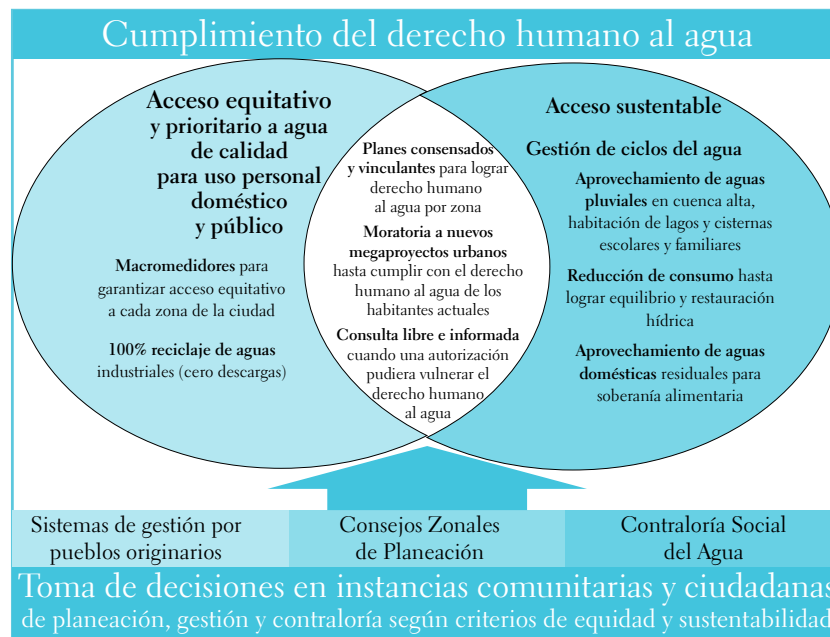 Cumplimiento del derecho humano al agua
Acceso equitativo
y prioritario a agua
de calidad
para uso personal
doméstico
y público
Macromedidores para
garantizar acceso equitativo
a cada zona de la ciudad
100% reciclaje de aguas
industriales (cero descargas)
Planes consensados
y vinculantes para lograr
derecho humano
al agua por zona
Moratoria a nuevos
megaproyectos urbanos
hasta cumplir con el derecho
humano al agua de los
habitantes actuales
Consulta libre e informada
cuando una autorización
pudiera vulnerar el
derecho humano
al agua
Acceso sustentable
Gestión de ciclos del agua
Aprovechamiento de aguas
pluviales en cuenca alta,
habitación de lagos y cisternas
escolares y familiares
Reducción de consumo hasta
lograr equilibrio y restauración
hídrica
Aprovechamiento de aguas
domésticas residuales para
soberanía alimentaria
Sistemas de gestión por
pueblos originarios
Consejos Zonales
de Planeación
Contraloría Social
del Agua
Toma de decisiones en instancias comunitarias y ciudadanas
de planeación, gestión y contraloría según criterios de equidad y sustentabilidad